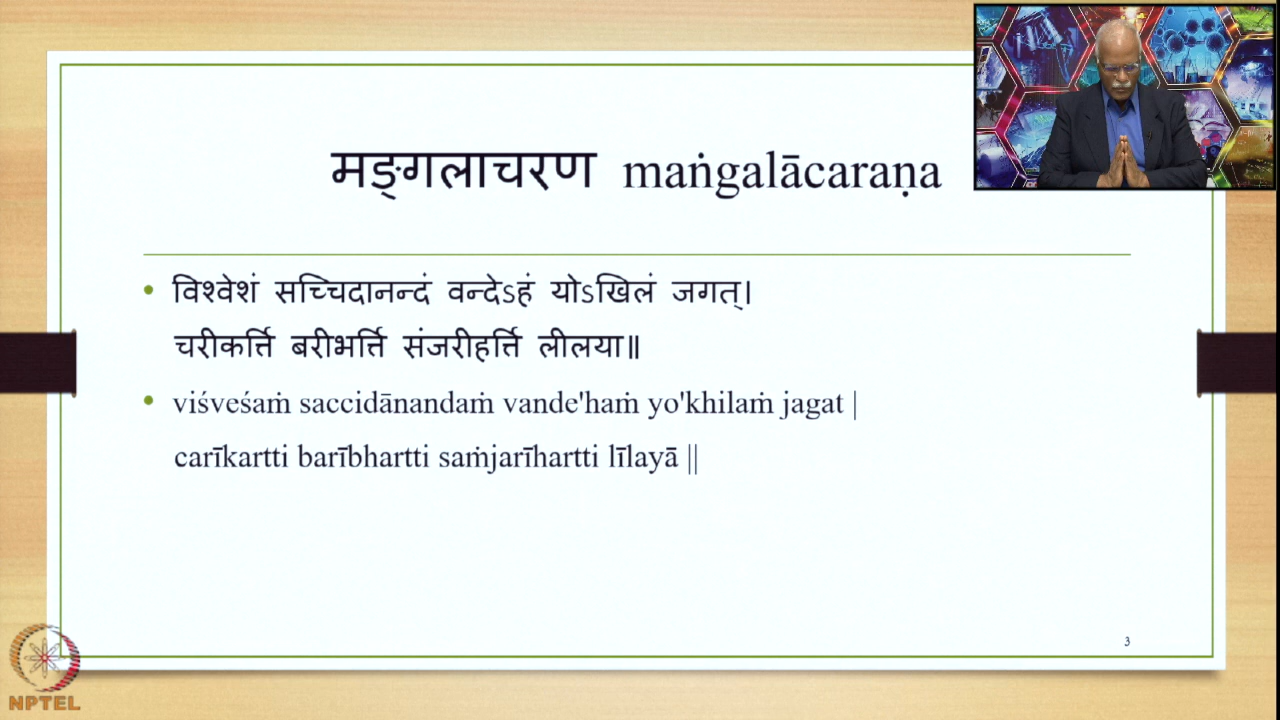 मङ्गलाचरण maṅgalācaraṇa
विश्वेशं सच्चिदानन्दं वन्देऽहं योऽखिलं जगत्।
चरीकर्त्ति बरीभर्त्ति संजरीहर्त्ति लीलया॥
viśveśaṁ saccidānandaṁ vande'haṁ yo'khilaṁ jagat |
carīkartti barībhartti saṁjarīhartti līlayā ||
3
NPTEL